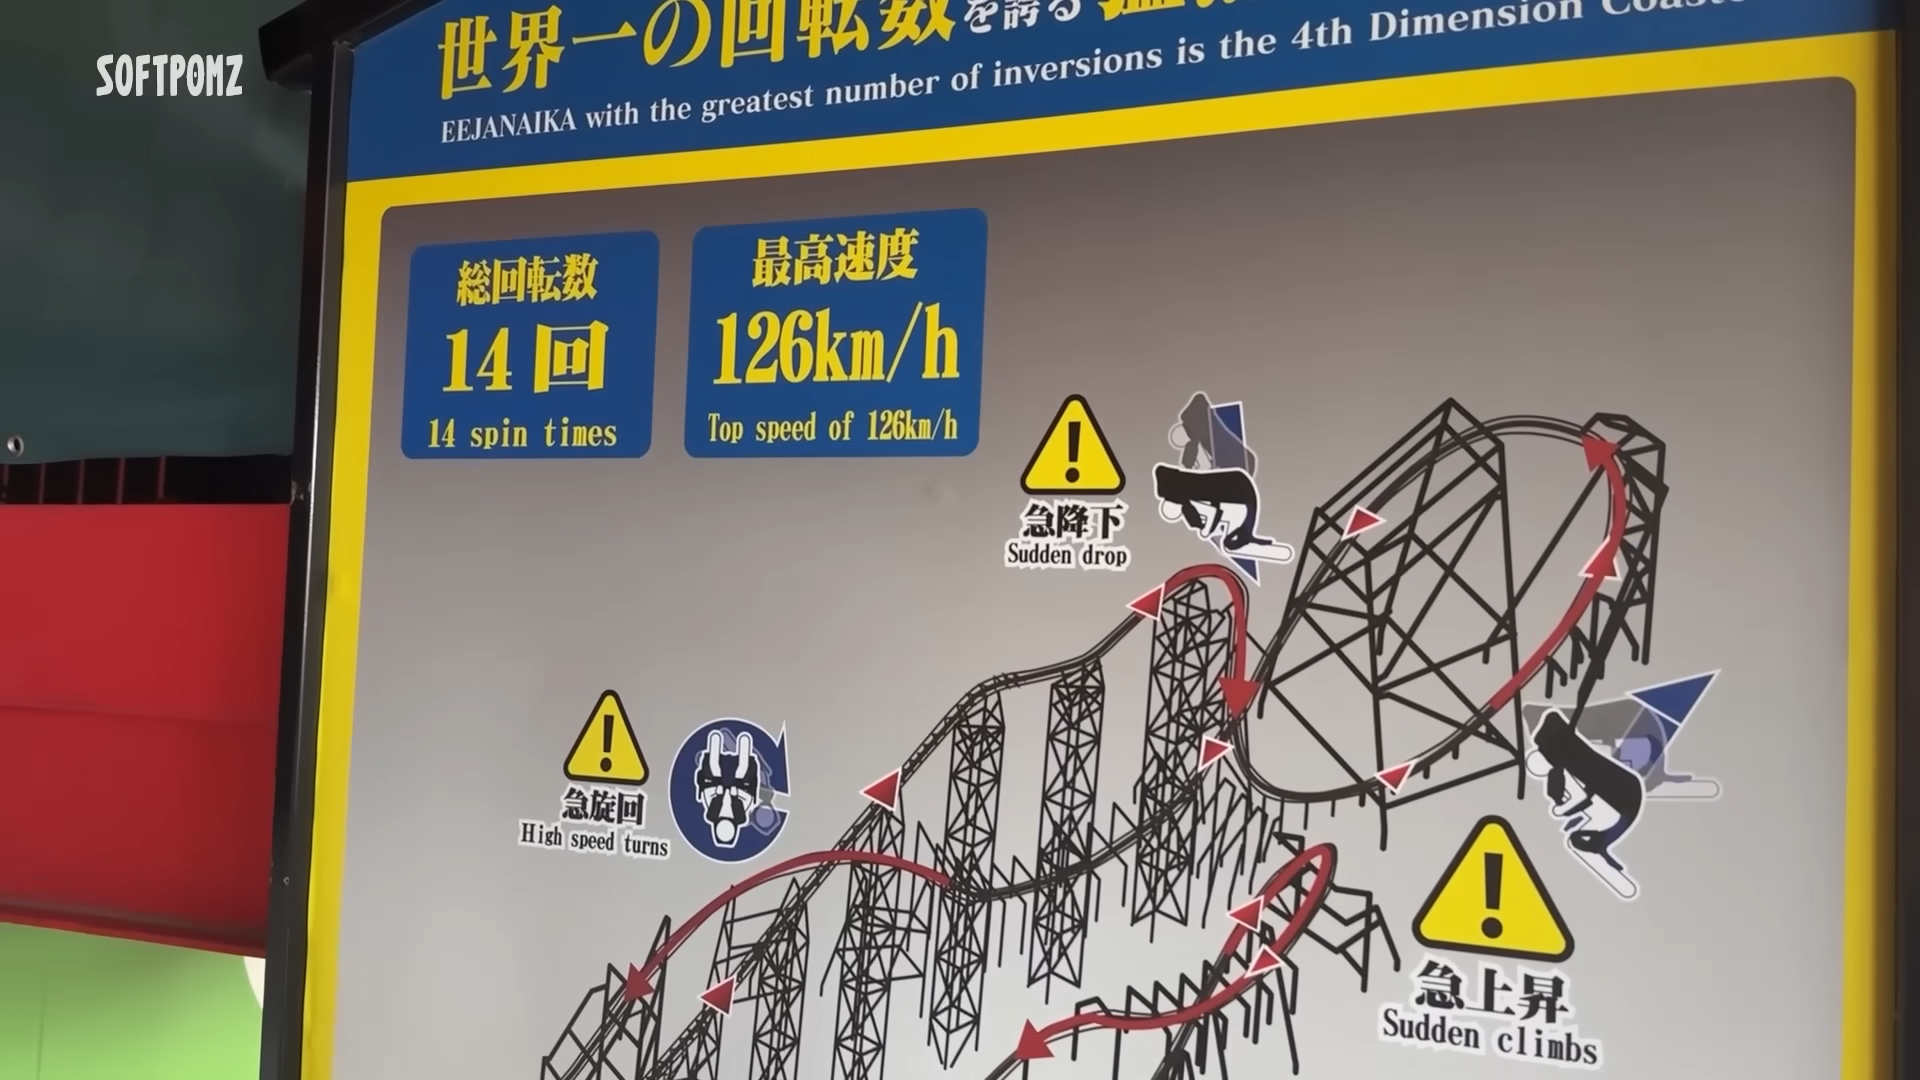 SOFTPOMZ
世界一の回転数を誇る
EEJANAIKA with the greatest number of inversions is the 4th Dimension
総回転数
14回
14 spin times
最高速度
126km/h
Top speed of 126km/h
急降下
Sudden drop
急旋回
High speed turns
急上昇
Sudden climbs